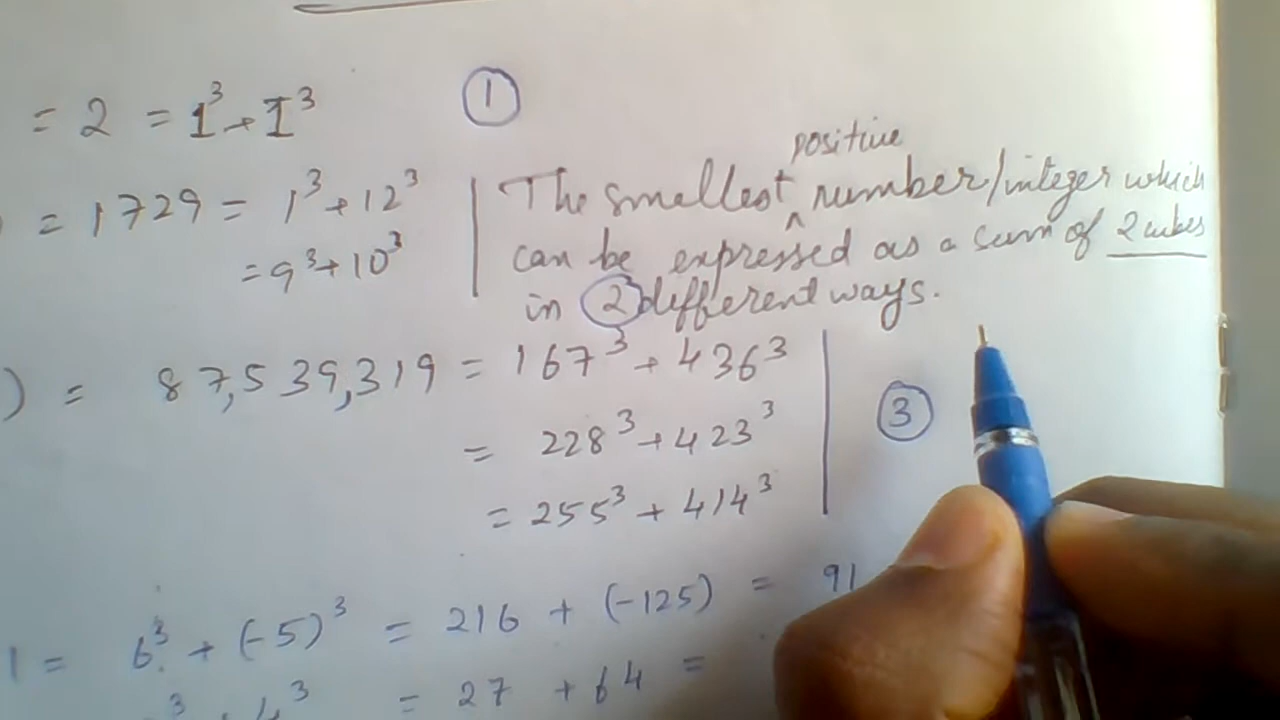 = 2 = 1³ + 1³
①
= 1729 = 1³ + 12³
= 9³ + 10³
The smallest positive number/integer which
can be expressed as a sum of 2 cubes
in ② different ways.
) = 87,539,319 = 167³ + 436³
= 228³ + 423³
= 255³ + 414³
③
1 = 6³ + (-5)³ = 216 + (-125) = 91
³ + 4³ = 27 + 64 =